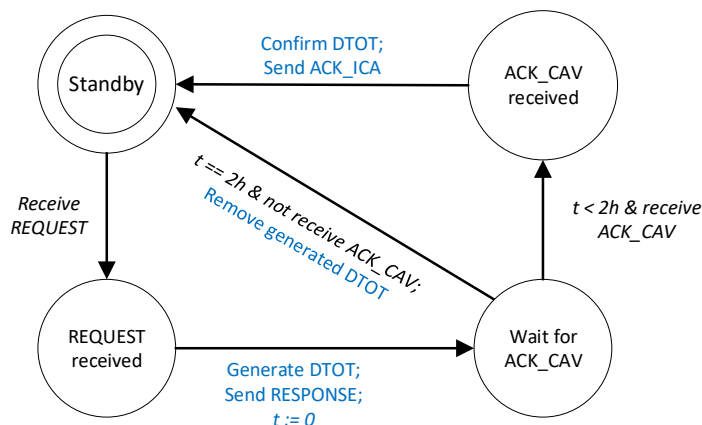 Confirm DTOT;
Send ACK_ICA
Standby
ACK_CAV
received
Receive
REQUEST
t == 2h & not receive ACK_CAV;
Remove generated DTOT
t < 2h & receive
ACK_CAV
REQUEST
received
Wait for
ACK_CAV
Generate DTOT;
Send RESPONSE;
t := 0